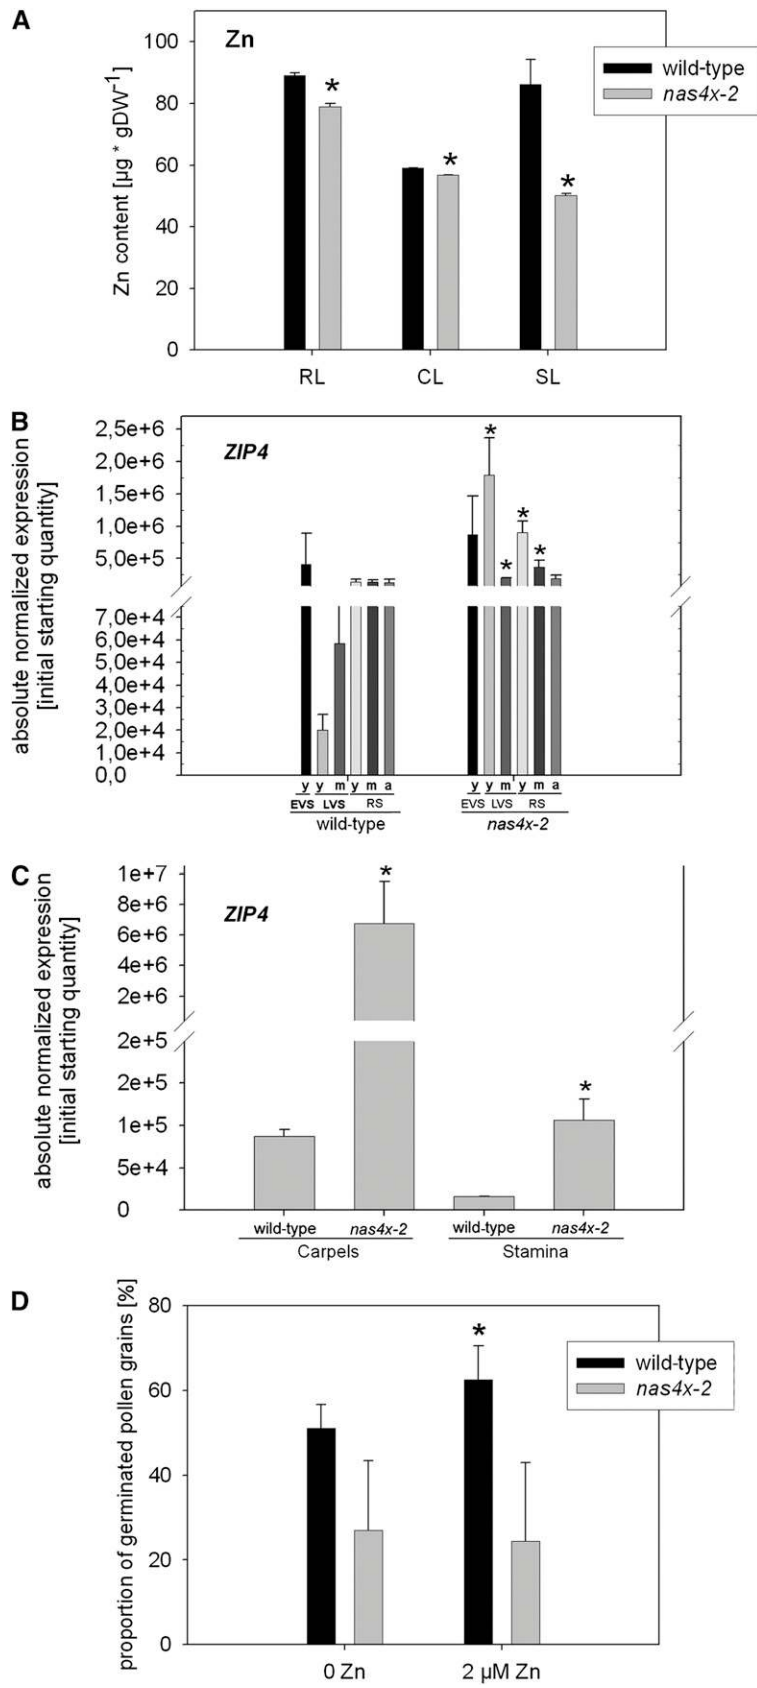 A
Zn
Zn content [µg * gDW⁻¹]
100
80
60
40
20
0
* * *
RL CL SL
wild-type
nas4x-2
B
ZIP4
absolute normalized expression
[initial starting quantity]
2,5e+6
2,0e+6
1,5e+6
1,0e+6
5,0e+5
7,0e+4
6,0e+4
5,0e+4
4,0e+4
3,0e+4
2,0e+4
1,0e+4
0,0
* * * *
y y m y m a y y m y m a
EVS LVS RS EVS LVS RS
wild-type nas4x-2
C
ZIP4
absolute normalized expression
[initial starting quantity]
1e+7
8e+6
6e+6
4e+6
2e+6
2e+5
2e+5
1e+5
5e+4
0
* *
wild-type nas4x-2 wild-type nas4x-2
Carpels Stamina
D
proportion of germinated pollen grains [%]
80
60
40
20
0
*
0 Zn 2 µM Zn
wild-type
nas4x-2